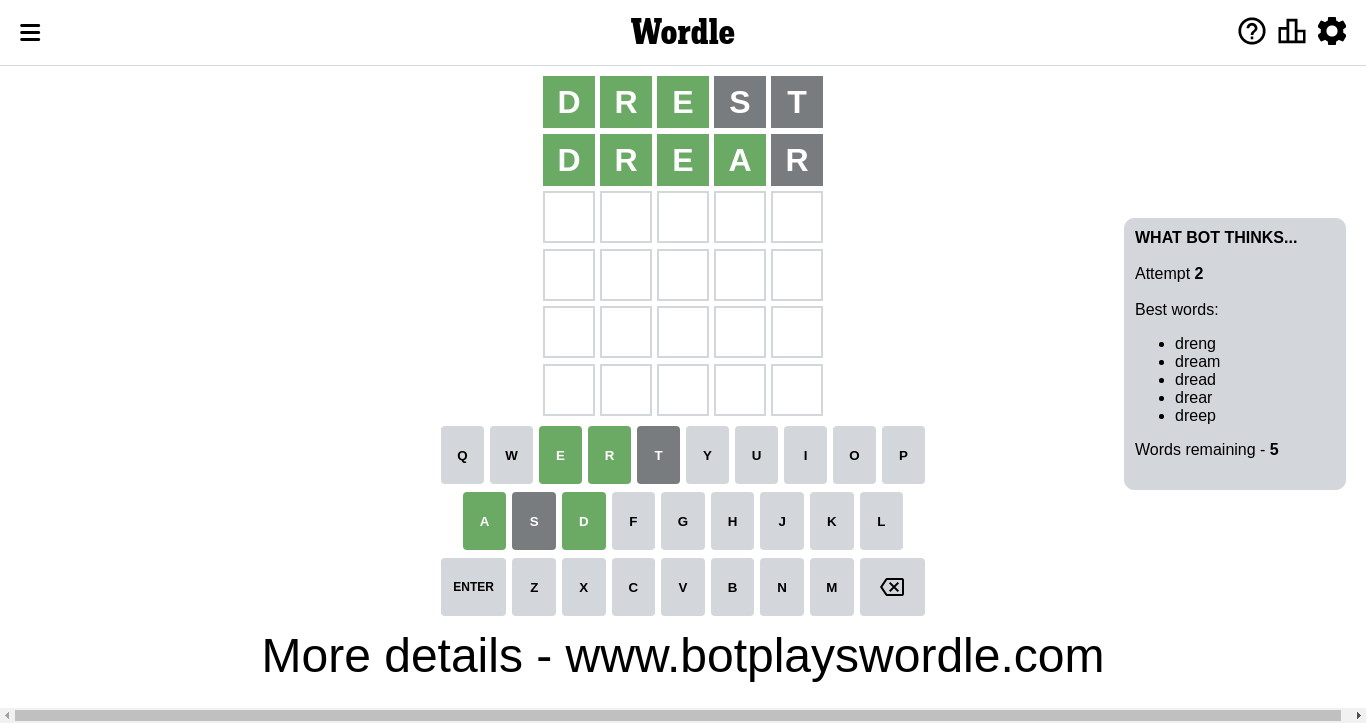 Wordle
D R E S T
D R E A R
WHAT BOT THINKS...
Attempt 2
Best words:
dreng
dream
dread
drear
dreep
Words remaining - 5
Q W E R T Y U I O P
A S D F G H J K L
ENTER Z X C V B N M
More details - www.botplayswordle.com